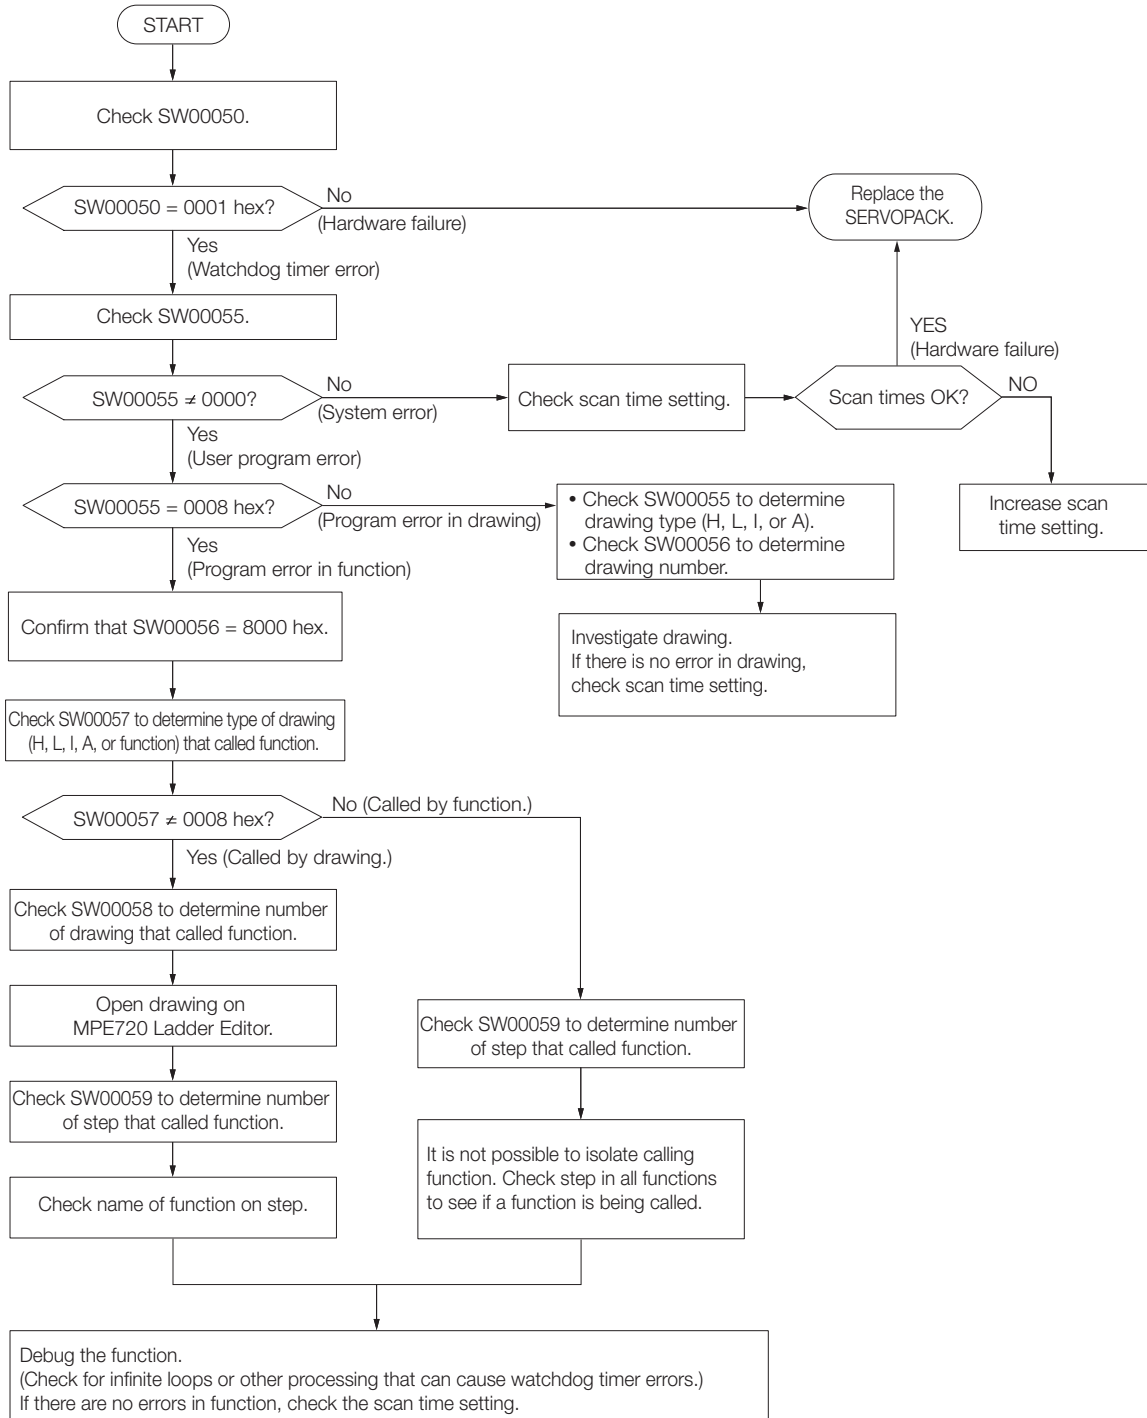 START
Check SW00050.
SW00050 = 0001 hex?
No
(Hardware failure)
Replace the
SERVOPACK.
Yes
(Watchdog timer error)
Check SW00055.
YES
(Hardware failure)
SW00055 ≠ 0000?
No
(System error)
Check scan time setting.
Scan times OK?
NO
Yes
(User program error)
SW00055 = 0008 hex?
No
(Program error in drawing)
• Check SW00055 to determine
drawing type (H, L, I, or A).
• Check SW00056 to determine
drawing number.
Increase scan
time setting.
Yes
(Program error in function)
Confirm that SW00056 = 8000 hex.
Investigate drawing.
If there is no error in drawing,
check scan time setting.
Check SW00057 to determine type of drawing
(H, L, I, A, or function) that called function.
SW00057 ≠ 0008 hex?
No (Called by function.)
Yes (Called by drawing.)
Check SW00058 to determine number
of drawing that called function.
Open drawing on
MPE720 Ladder Editor.
Check SW00059 to determine number
of step that called function.
Check name of function on step.
Check SW00059 to determine number
of step that called function.
It is not possible to isolate calling
function. Check step in all functions
to see if a function is being called.
Debug the function.
(Check for infinite loops or other processing that can cause watchdog timer errors.)
If there are no errors in function, check the scan time setting.